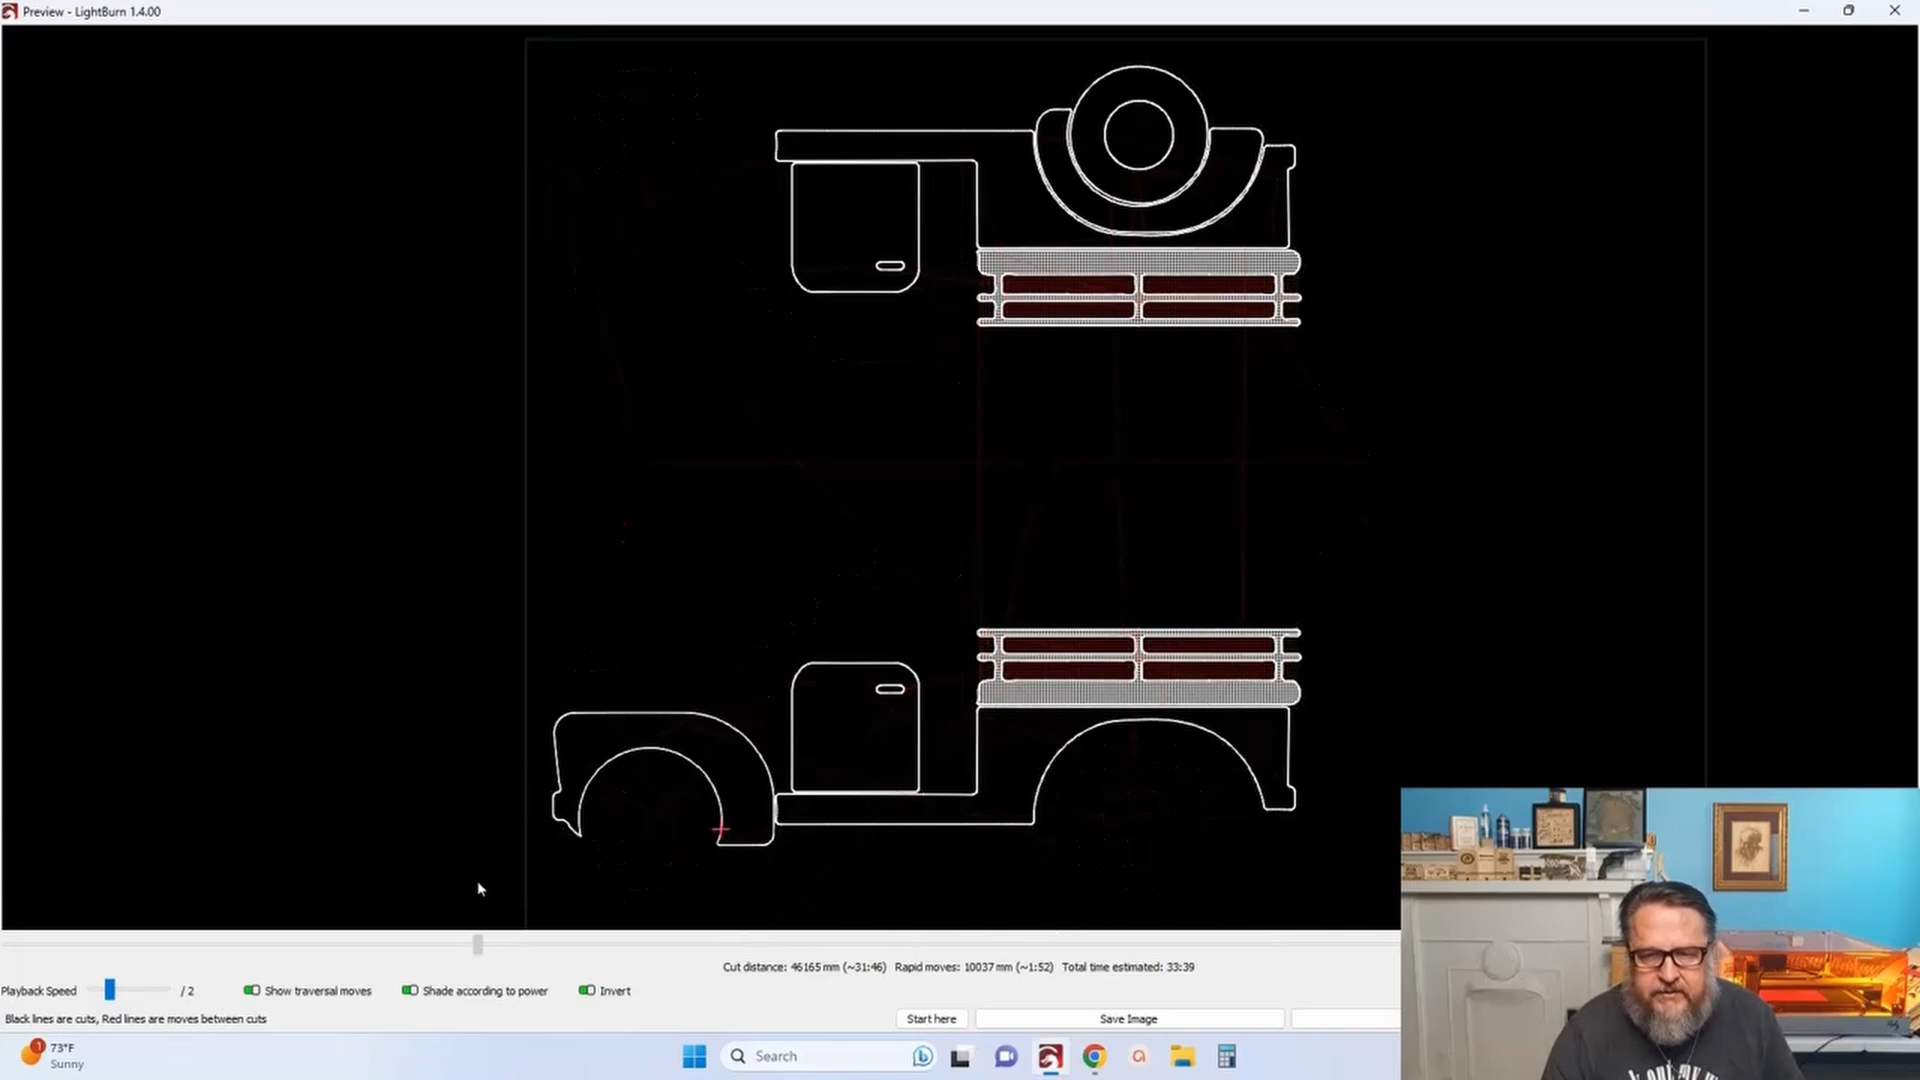 Preview - LightBurn 1.4.00
Cut distance: 46165 mm (~31:46) Rapid moves: 10037 mm (~1:52) Total time estimated: 33:39
Playback Speed / 2 Show traversal moves Shade according to power Invert
Black lines are cuts, Red lines are moves between cuts Start here Save Image
1 73°F
Sunny
Search